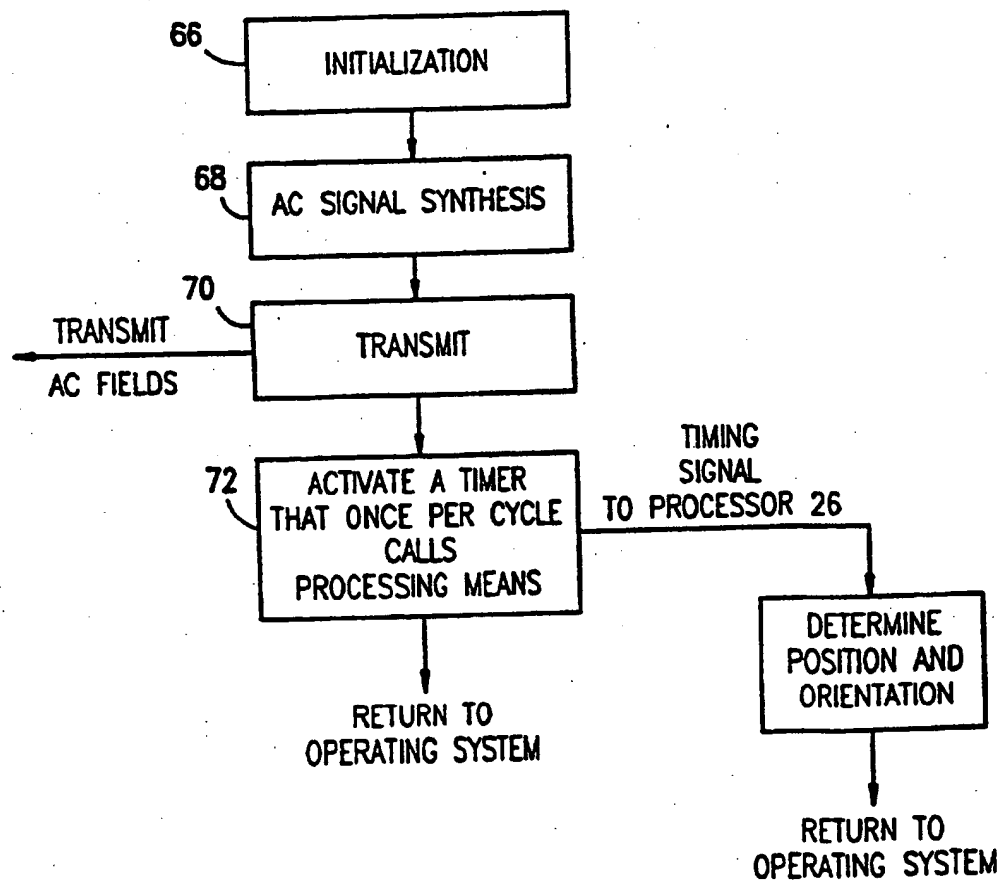 66
INITIALIZATION
68
AC SIGNAL SYNTHESIS
70
TRANSMIT
AC FIELDS
TRANSMIT
72
ACTIVATE A TIMER
THAT ONCE PER CYCLE
CALLS
PROCESSING MEANS
TIMING
SIGNAL
TO PROCESSOR 26
DETERMINE
POSITION AND
ORIENTATION
RETURN TO
OPERATING SYSTEM
RETURN TO
OPERATING SYSTEM